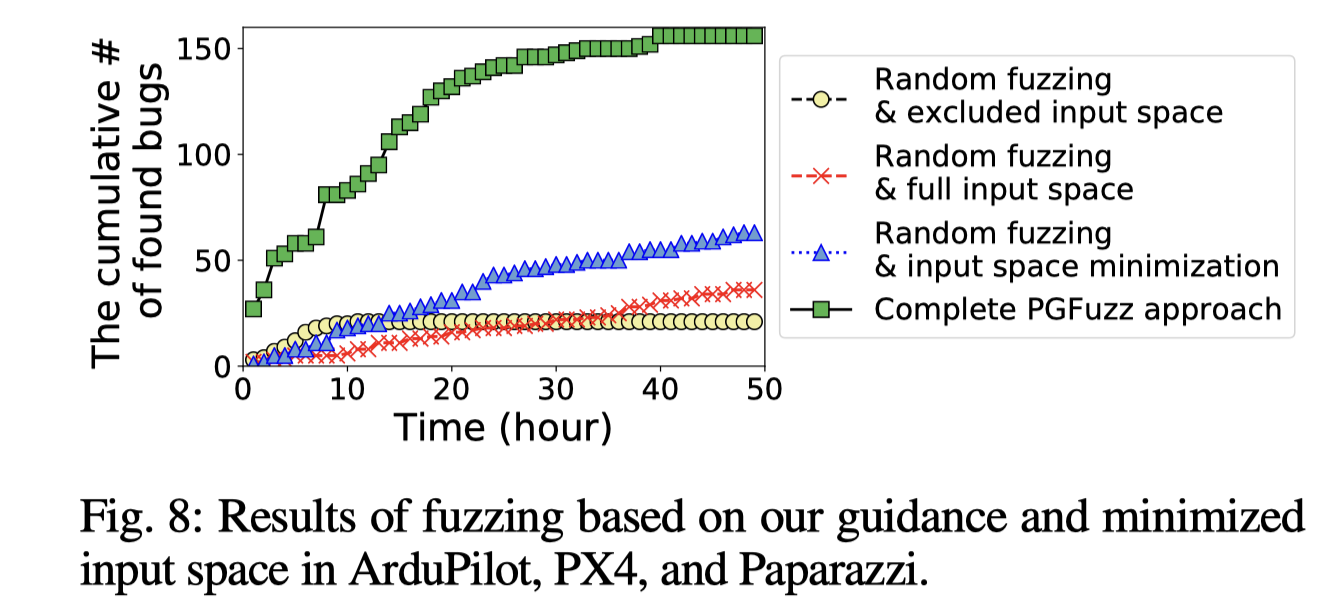 The cumulative #
of found bugs
150
100
50
0
0 10 20 30 40 50
Time (hour)
Random fuzzing
& excluded input space
Random fuzzing
& full input space
Random fuzzing
& input space minimization
Complete PGFuzz approach
Fig. 8: Results of fuzzing based on our guidance and minimized
input space in ArduPilot, PX4, and Paparazzi.